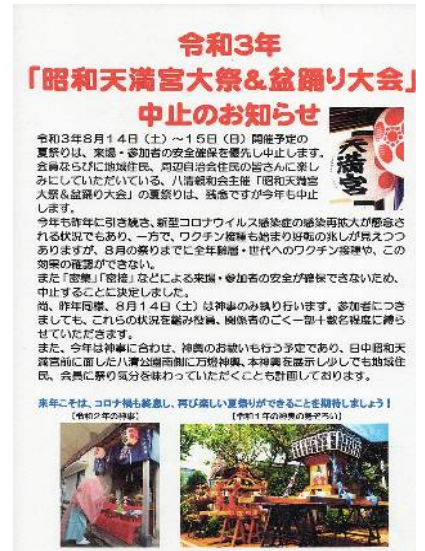 令和3年
「昭和天満宮大祭&盆踊り大会」
中止のお知らせ
令和3年8月14日(土)~15日(日)開催予定の
夏祭りは、来場・参加者の安全確保を優先し中止します。
会員ならびに地域住民、周辺自治会住民の皆さんに楽し
みにしていただいている、八清親和会主催「昭和天満宮
大祭&盆踊り大会」の夏祭りは、残念ですが今年も中止
します。
今年も昨年に引き続き、新型コロナウイルス感染症の感染再拡大が懸念さ
れる状況でもあり、一方で、ワクチン接種も始まり好転の兆しが見えつつ
ありますが、8月の祭りまでに全年齢層・世代へのワクチン接種や、この
効果の確認ができない。
また「密集」「密接」などによる来場・参加者の安全が確保できないため、
中止することに決定しました。
尚、昨年同様、8月14日(土)は神事のみ執り行います。参加者につき
ましても、これらの状況を鑑み役員、関係者のごく一部十数名程度に縛ら
せていただきます。
また、今年は神事に合わせ、神輿のお祓いも行う予定であり、日中昭和天
満宮前に面した八清公園南側に万燈神輿、本神輿を展示し少しでも地域住
民、会員に祭り気分を味わっていただくことも計画しております。
来年こそは、コロナ禍も終息し、再び楽しい夏祭りができることを期待しましょう!
【令和2年の神事】
【令和1年の神輿の勢ぞろい】
天満宮